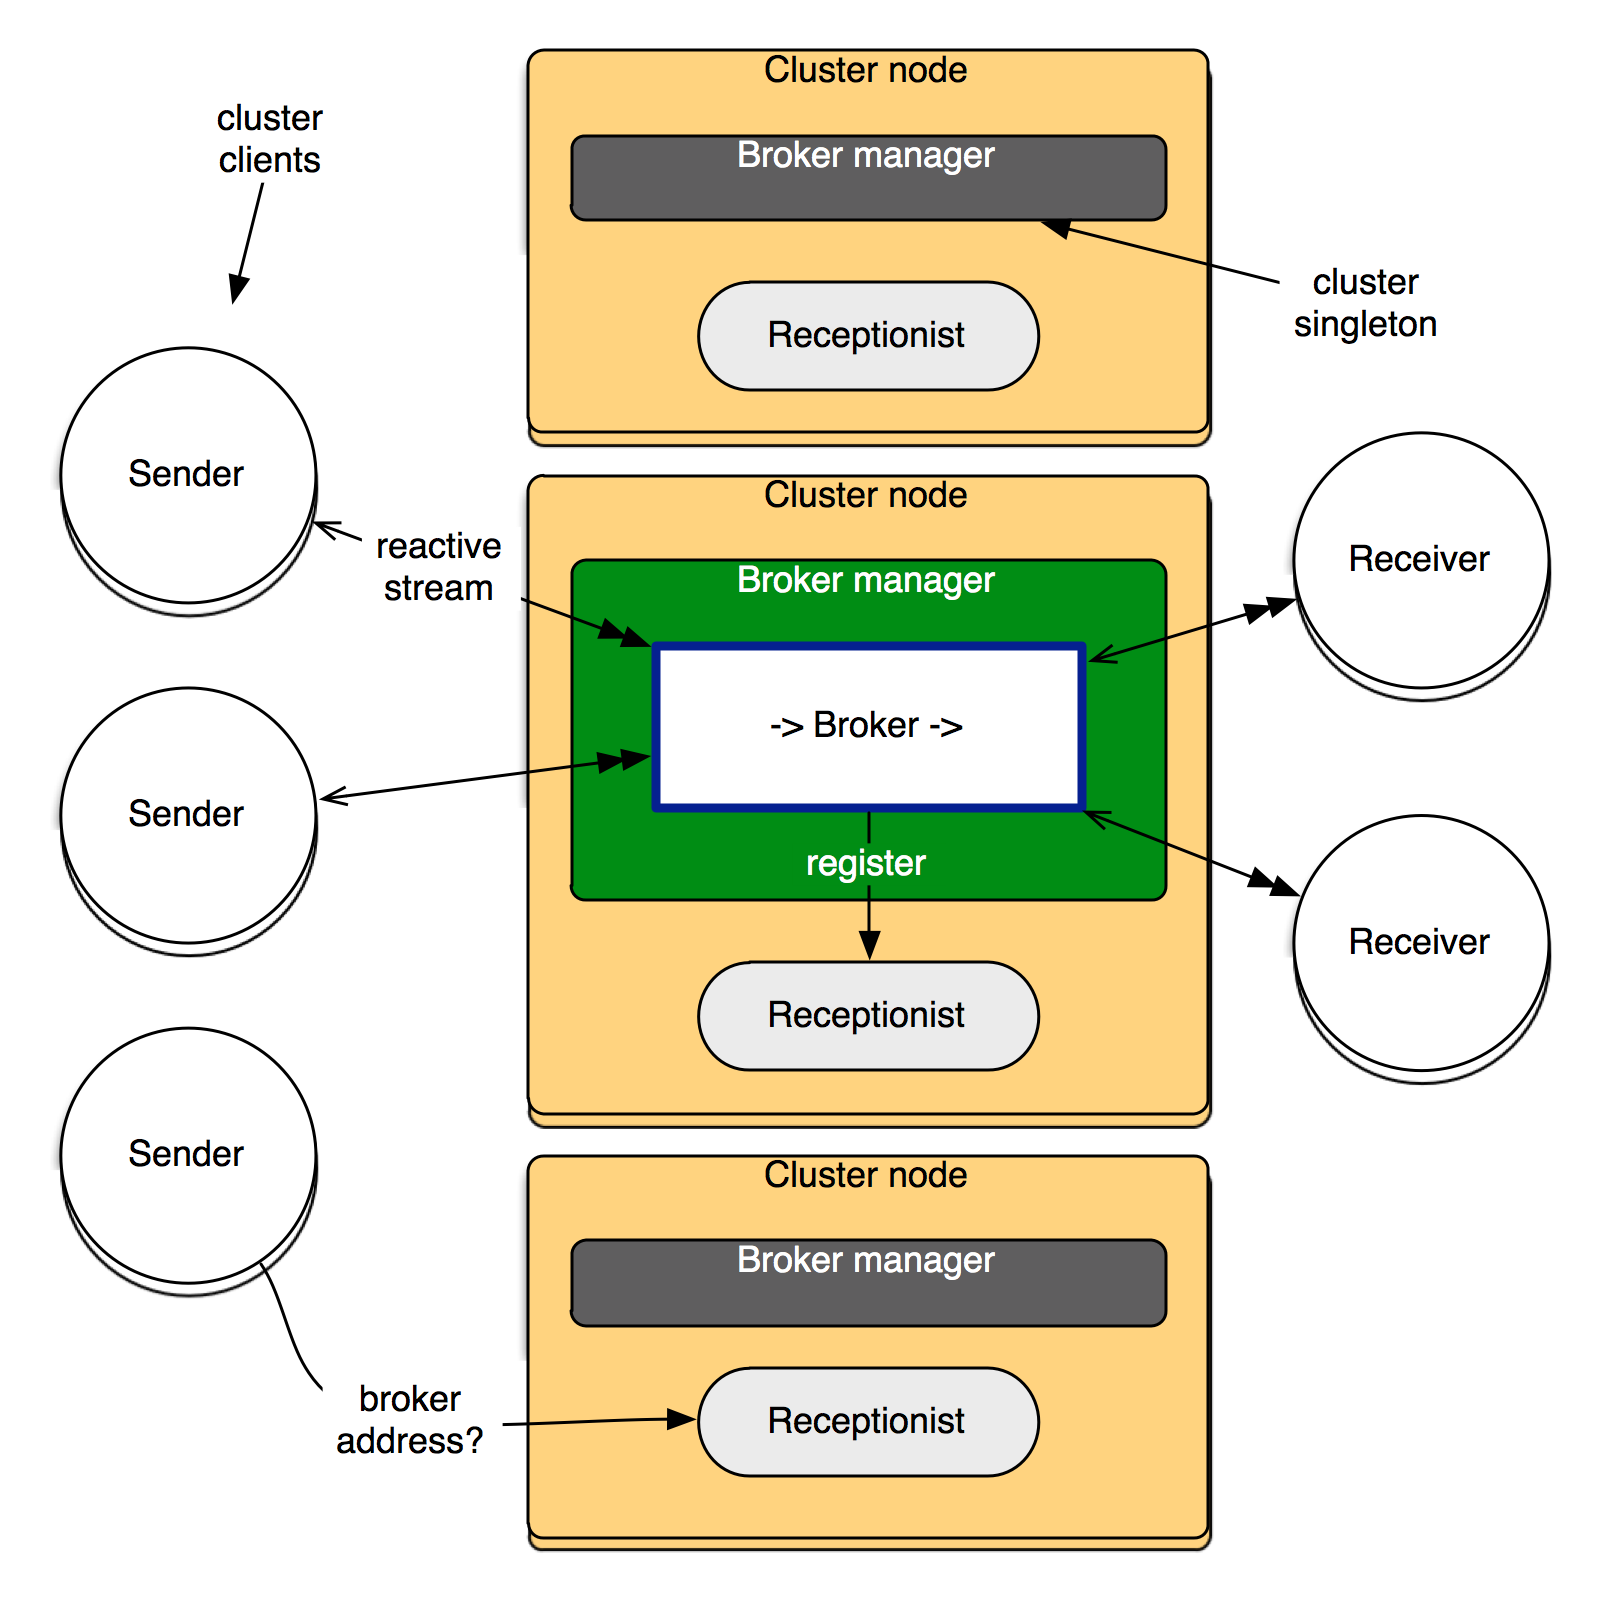 cluster
clients
Cluster node
Broker manager
Receptionist
cluster
singleton
Sender
reactive
stream
Cluster node
Broker manager
-> Broker ->
register
Receptionist
Receiver
Sender
Receiver
Sender
broker
address?
Cluster node
Broker manager
Receptionist